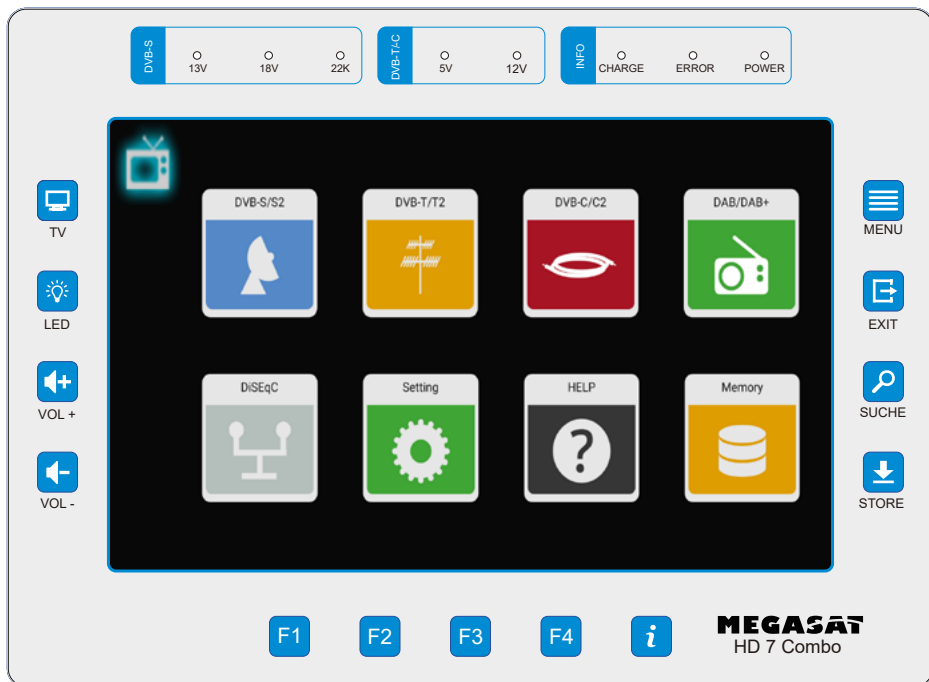 DVB-S
13V 18V 22K
DVB-T/-C
5V 12V
INFO
CHARGE ERROR POWER
TV
LED
VOL +
VOL -
DVB-S/S2 DVB-T/T2 DVB-C/C2 DAB/DAB+
DiSEqC Setting HELP Memory
?
MENU
EXIT
SUCHE
STORE
F1 F2 F3 F4 i
MEGASAT
HD 7 Combo